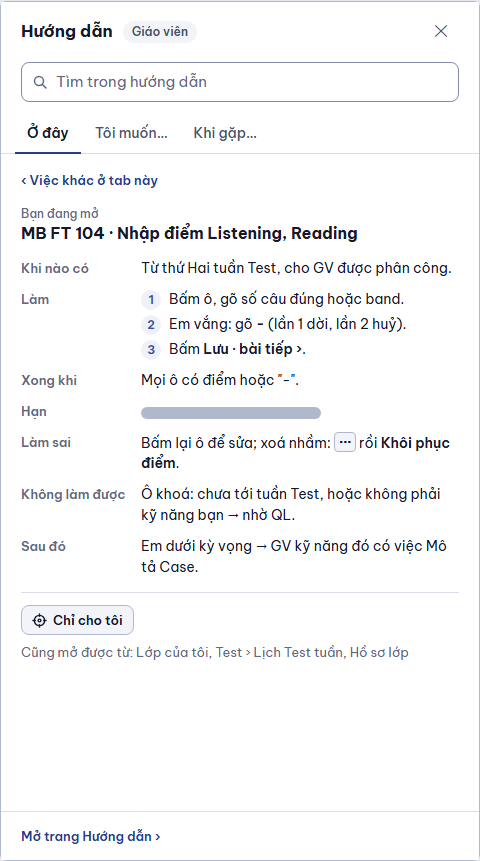 Hướng dẫn Giáo viên
Tìm trong hướng dẫn
Ở đây Tôi muốn... Khi gặp...
‹ Việc khác ở tab này
Bạn đang mở
MB FT 104 · Nhập điểm Listening, Reading
Khi nào có Từ thứ Hai tuần Test, cho GV được phân công.
Làm 1 Bấm ô, gõ số câu đúng hoặc band.
2 Em vắng: gõ - (lần 1 dời, lần 2 huỷ).
3 Bấm Lưu · bài tiếp ›.
Xong khi Mọi ô có điểm hoặc "-".
Hạn
Làm sai Bấm lại ô để sửa; xoá nhầm: ··· rồi Khôi phục
điểm.
Không làm được Ô khoá: chưa tới tuần Test, hoặc không phải
kỹ năng bạn → nhờ QL.
Sau đó Em dưới kỳ vọng → GV kỹ năng đó có việc Mô
tả Case.
Chỉ cho tôi
Cũng mở được từ: Lớp của tôi, Test › Lịch Test tuần, Hồ sơ lớp
Mở trang Hướng dẫn ›